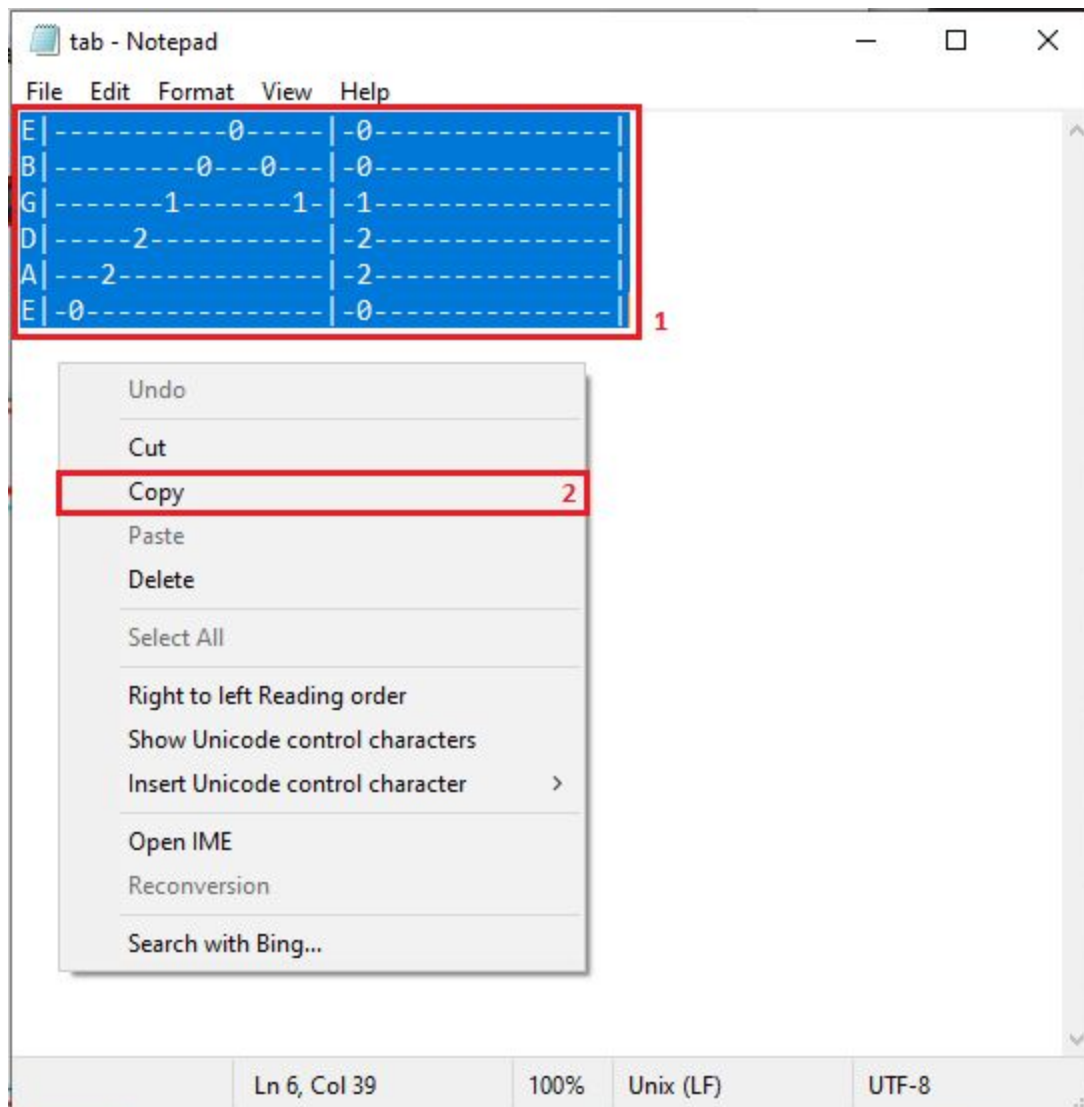 tab - Notepad
File Edit Format View Help
E|-----------0-----|-0---------------|
B|---------0---0---|-0---------------|
G|-------1-------1-|-1---------------|
D|-----2-----------|-2---------------|
A|---2-------------|-2---------------|
E|-0---------------|-0---------------|
1
Undo
Cut
Copy 2
Paste
Delete
Select All
Right to left Reading order
Show Unicode control characters
Insert Unicode control character
Open IME
Reconversion
Search with Bing...
Ln 6, Col 39 100% Unix (LF) UTF-8